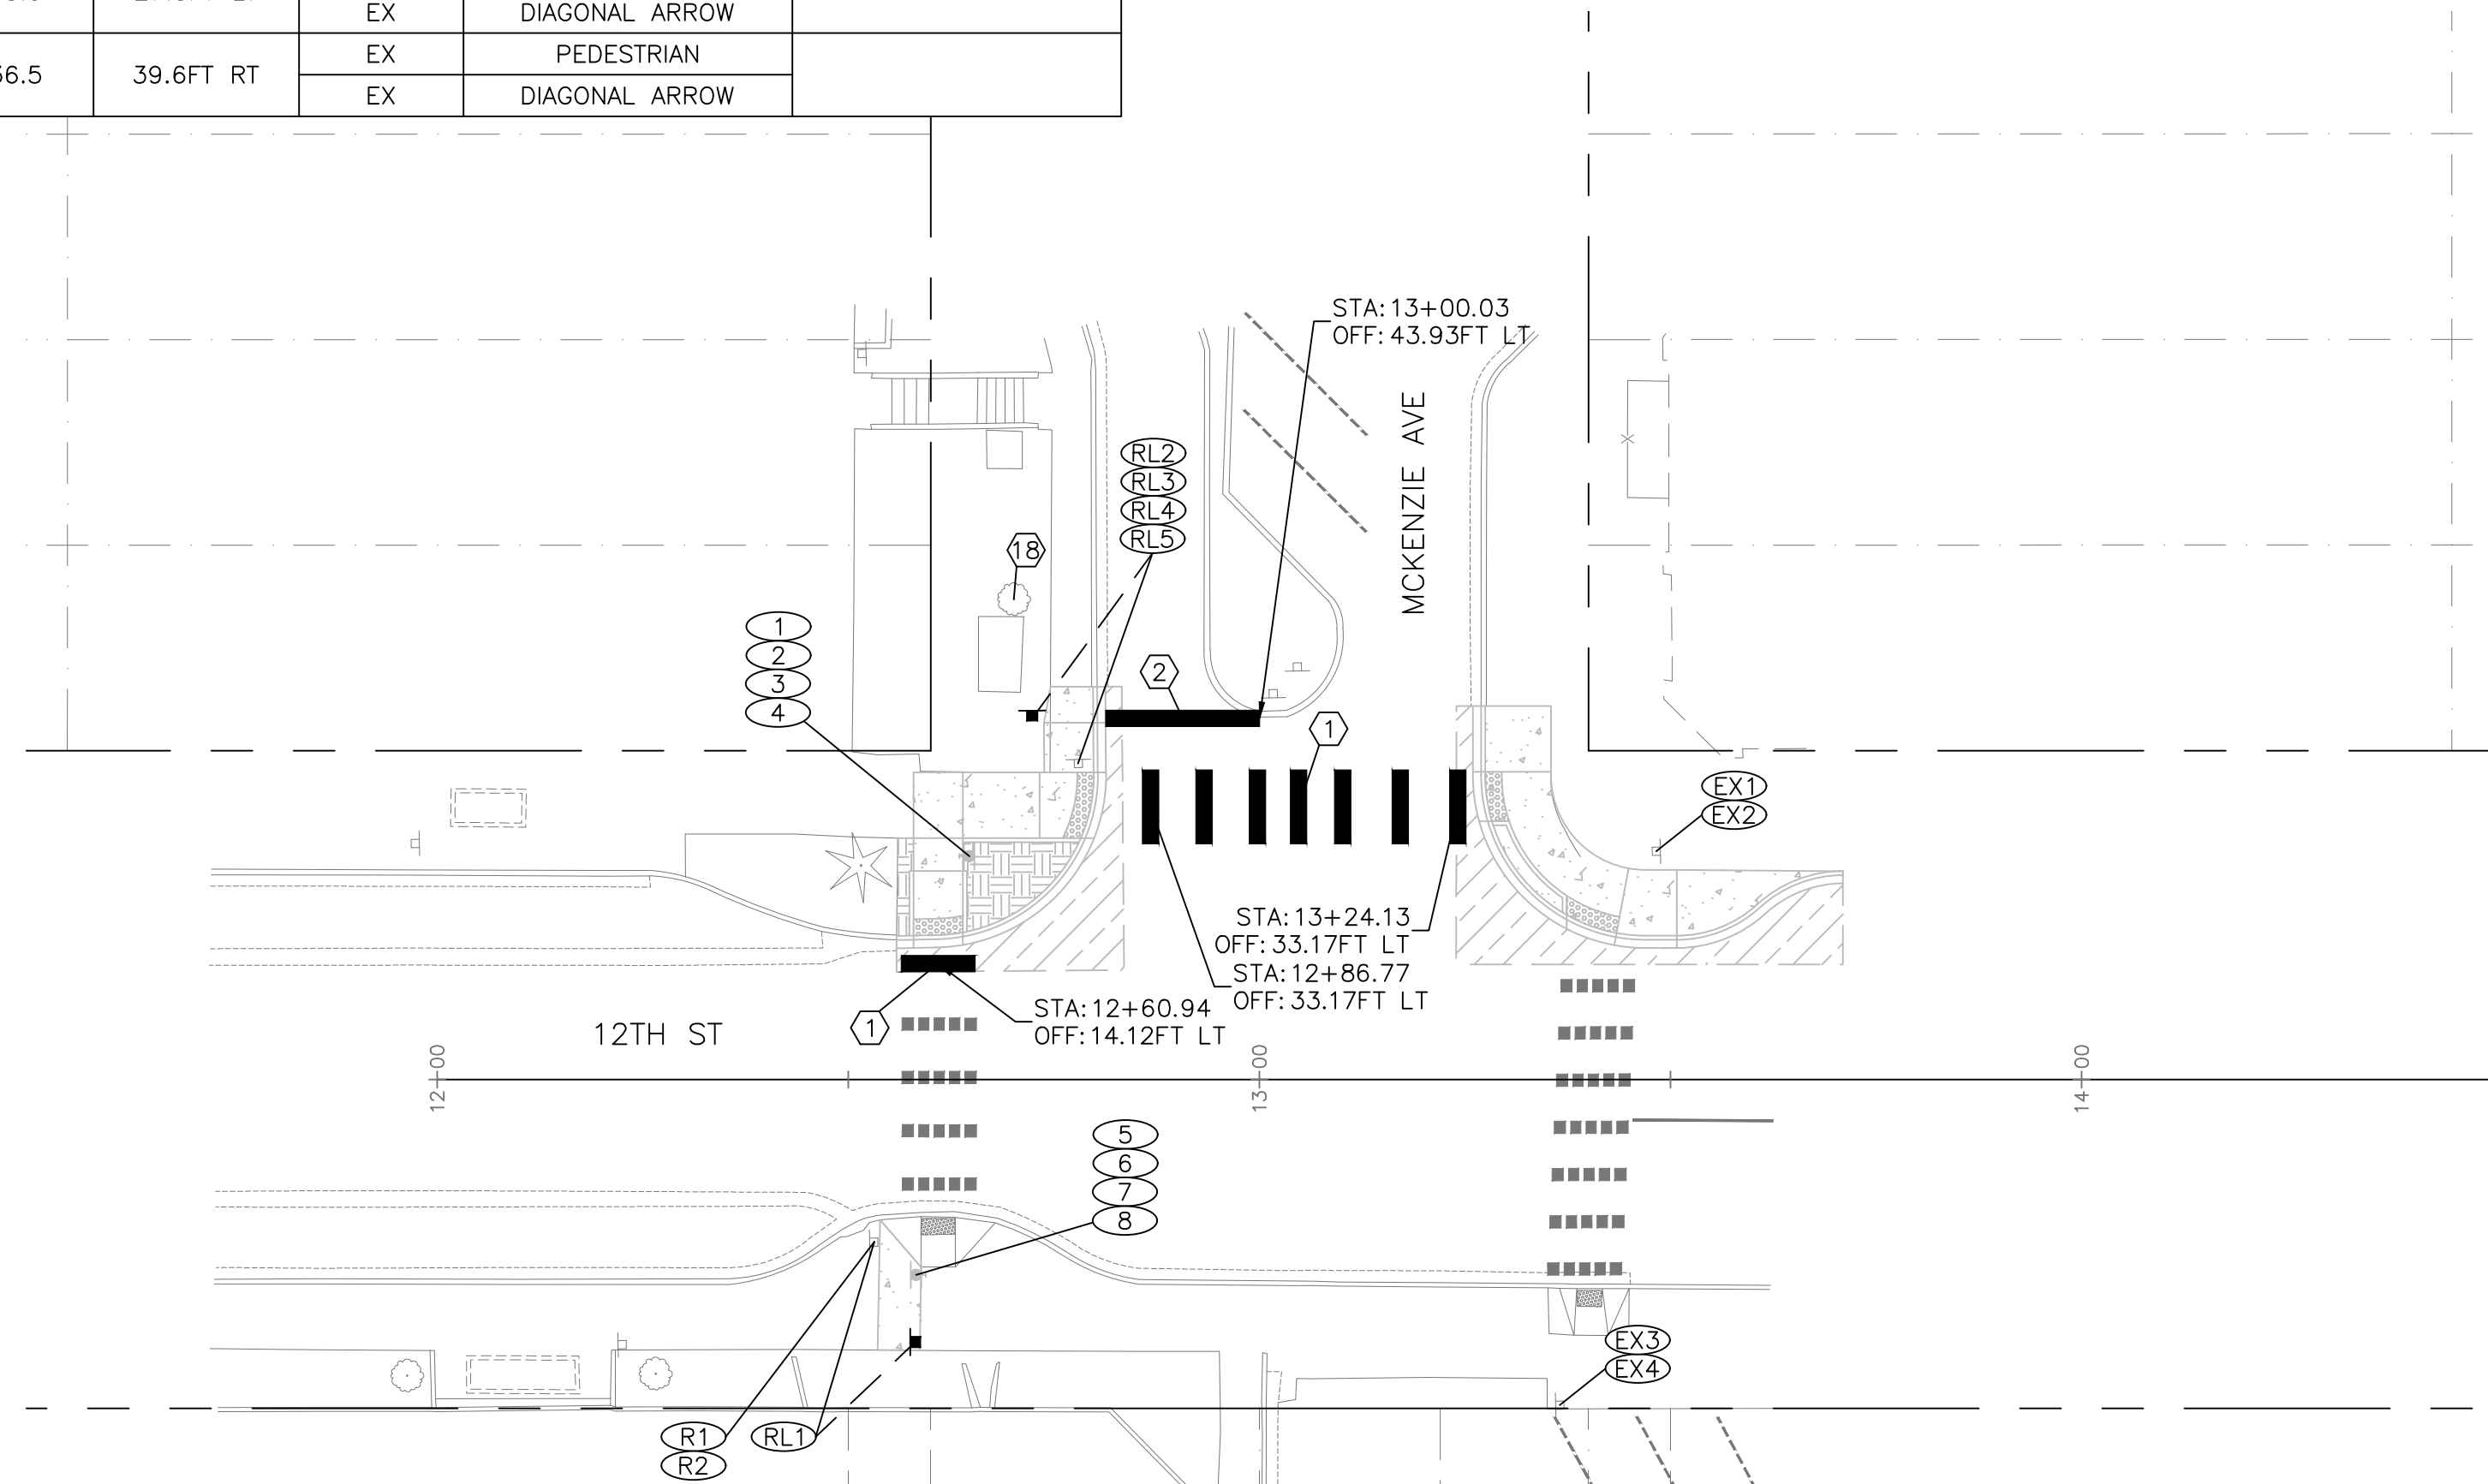 EX DIAGONAL ARROW
39.6FT RT EX PEDESTRIAN
EX DIAGONAL ARROW
STA:13+00.03
OFF:43.93FT LT
MCKENZIE AVE
RL2
RL3
RL4
RL5
18
1
2
3
4
2
1
EX1
EX2
STA:13+24.13
OFF:33.17FT LT
STA:12+86.77
OFF:33.17FT LT
STA:12+60.94
OFF:14.12FT LT
1
12TH ST
12+00
13+00
14+00
5
6
7
8
EX3
EX4
R1
R2
RL1